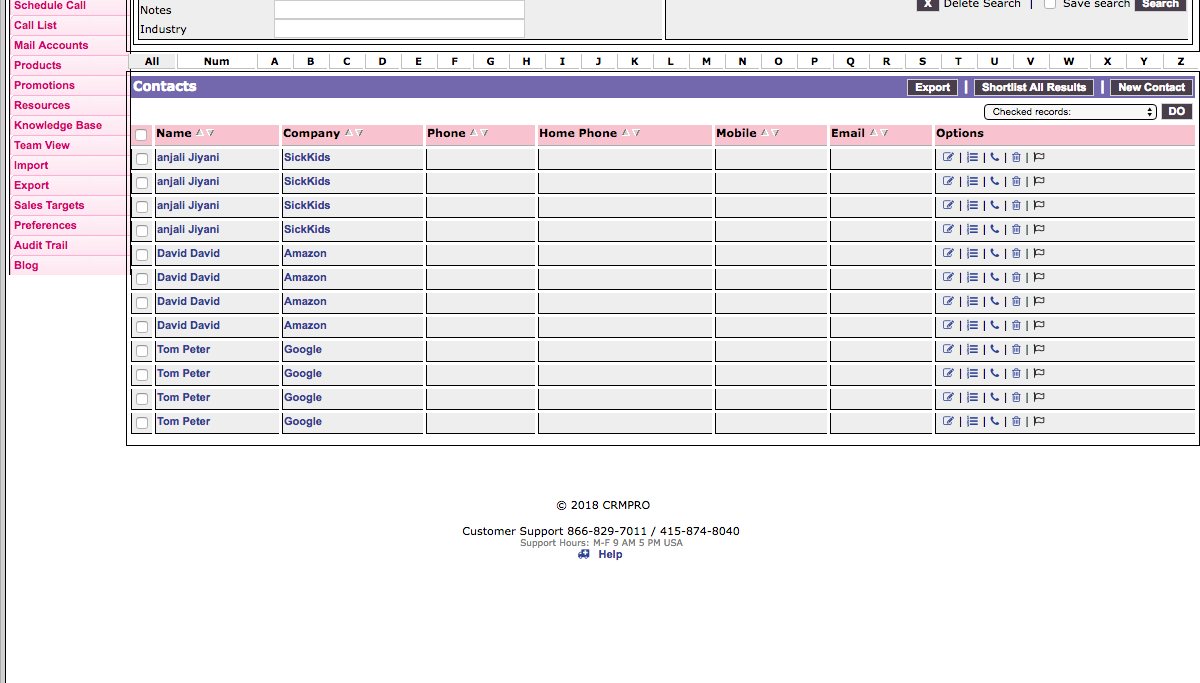 Schedule Call
Call List
Mail Accounts
Products
Promotions
Resources
Knowledge Base
Team View
Import
Export
Sales Targets
Preferences
Audit Trail
Blog
Notes
Industry
X Delete Search | Save search Search
All Num A B C D E F G H I J K L M N O P Q R S T U V W X Y Z
Contacts Export | Shortlist All Results | New Contact
Checked records: DO
Name Company Phone Home Phone Mobile Email Options
anjali Jiyani SickKids | | | |
anjali Jiyani SickKids | | | |
anjali Jiyani SickKids | | | |
anjali Jiyani SickKids | | | |
David David Amazon | | | |
David David Amazon | | | |
David David Amazon | | | |
David David Amazon | | | |
Tom Peter Google | | | |
Tom Peter Google | | | |
Tom Peter Google | | | |
Tom Peter Google | | | |
© 2018 CRMPRO
Customer Support 866-829-7011 / 415-874-8040
Support Hours: M-F 9 AM 5 PM USA
Help